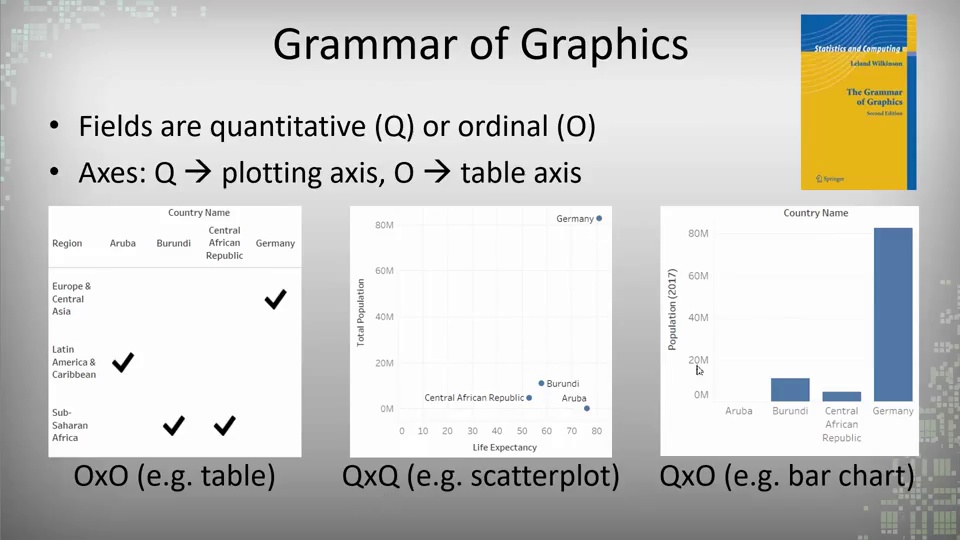 Grammar of Graphics
Statistics and Computing
Leland Wilkinson
The Grammar
of Graphics
Second Edition
Springer
• Fields are quantitative (Q) or ordinal (O)
• Axes: Q → plotting axis, O → table axis
Country Name
Region Aruba Burundi Central African Republic Germany
Europe &
Central
Asia
Latin
America &
Caribbean
Sub-
Saharan
Africa
Total Population
80M
60M
40M
20M
0M
Germany
Burundi
Central African Republic
Aruba
0 10 20 30 40 50 60 70 80
Life Expectancy
Country Name
Population (2017)
80M
60M
40M
20M
0M
Aruba Burundi Central African Republic Germany
OxO (e.g. table)
QxQ (e.g. scatterplot)
QxO (e.g. bar chart)